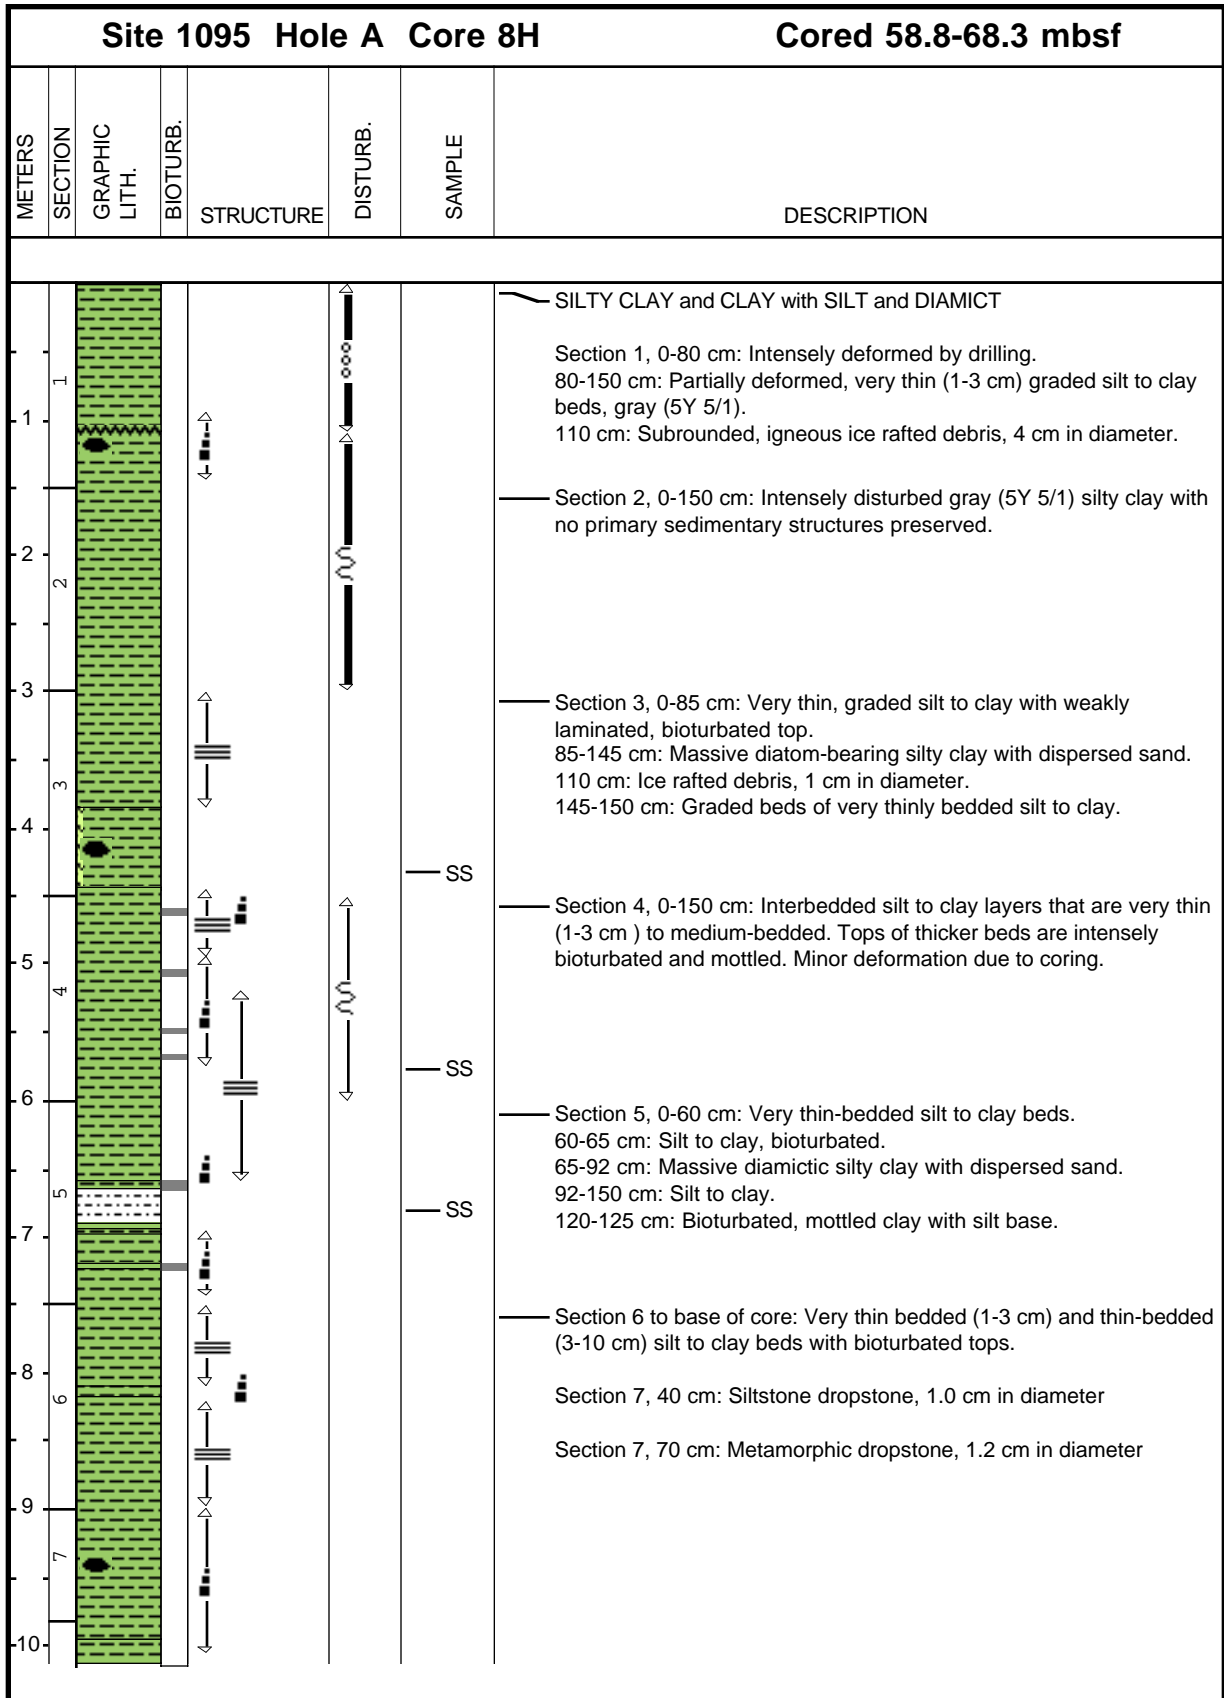 Site 1095 Hole A Core 8H Cored 58.8-68.3 mbsf
METERS
SECTION
GRAPHIC
LITH.
BIOTURB.
STRUCTURE
DISTURB.
SAMPLE
DESCRIPTION
SILTY CLAY and CLAY with SILT and DIAMICT
Section 1, 0-80 cm: Intensely deformed by drilling.
80-150 cm: Partially deformed, very thin (1-3 cm) graded silt to clay
beds, gray (5Y 5/1).
110 cm: Subrounded, igneous ice rafted debris, 4 cm in diameter.
Section 2, 0-150 cm: Intensely disturbed gray (5Y 5/1) silty clay with
no primary sedimentary structures preserved.
Section 3, 0-85 cm: Very thin, graded silt to clay with weakly
laminated, bioturbated top.
85-145 cm: Massive diatom-bearing silty clay with dispersed sand.
110 cm: Ice rafted debris, 1 cm in diameter.
145-150 cm: Graded beds of very thinly bedded silt to clay.
Section 4, 0-150 cm: Interbedded silt to clay layers that are very thin
(1-3 cm ) to medium-bedded. Tops of thicker beds are intensely
bioturbated and mottled. Minor deformation due to coring.
Section 5, 0-60 cm: Very thin-bedded silt to clay beds.
60-65 cm: Silt to clay, bioturbated.
65-92 cm: Massive diamictic silty clay with dispersed sand.
92-150 cm: Silt to clay.
120-125 cm: Bioturbated, mottled clay with silt base.
Section 6 to base of core: Very thin bedded (1-3 cm) and thin-bedded
(3-10 cm) silt to clay beds with bioturbated tops.
Section 7, 40 cm: Siltstone dropstone, 1.0 cm in diameter
Section 7, 70 cm: Metamorphic dropstone, 1.2 cm in diameter
1
2
3
4
5
6
7
8
9
10
1
2
3
4
5
6
7
SS
SS
SS